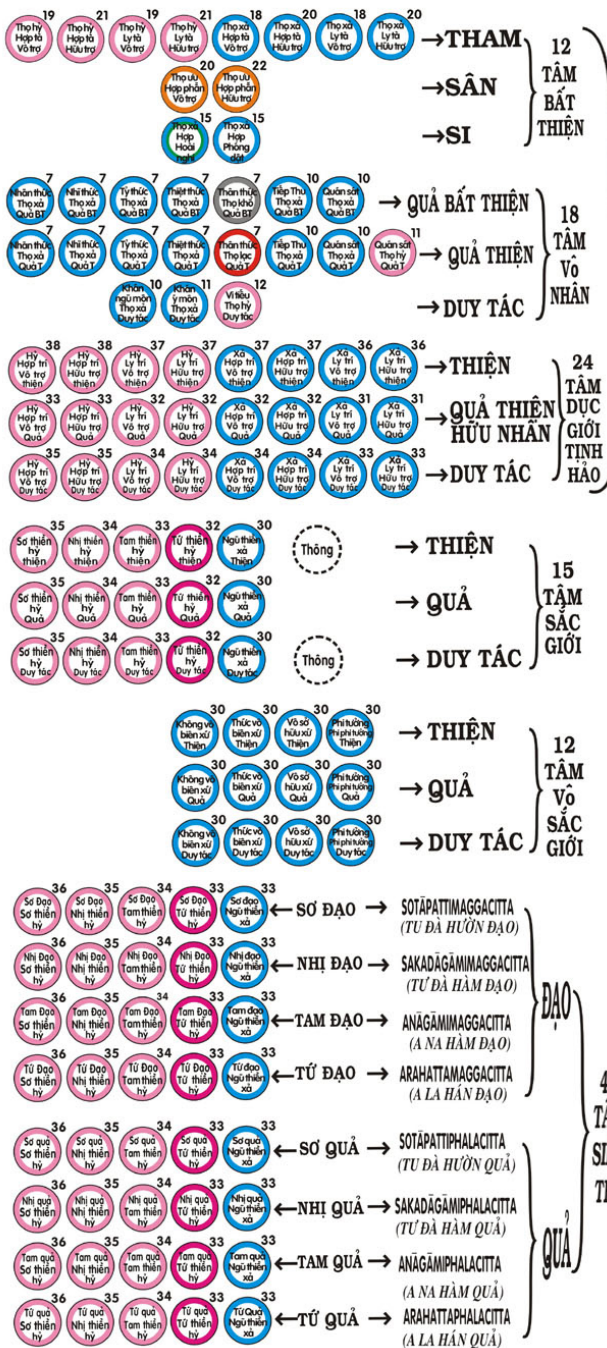 19 21 19 21 18 20 18 20
Thọ hỷ Hợp tà Vô trợ
Thọ hỷ Hợp tà Hữu trợ
Thọ hỷ Ly tà Vô trợ
Thọ hỷ Ly tà Hữu trợ
Thọ xả Hợp tà Vô trợ
Thọ xả Hợp tà Hữu trợ
Thọ xả Ly tà Vô trợ
Thọ xả Ly tà Hữu trợ
→THAM
20 22
Thọ ưu Hợp phẫn Vô trợ
Thọ ưu Hợp phẫn Hữu trợ
→SÂN
15 15
Thọ xả Hợp Hoài nghi
Thọ xả Hợp Phóng dật
→SI
12
TÂM
BẤT
THIỆN
7 7 7 7 7 10 10
Nhãn thức Thọ xả Quả BT
Nhĩ thức Thọ xả Quả BT
Tỷ thức Thọ xả Quả BT
Thiệt thức Thọ xả Quả BT
Thân thức Thọ khổ Quả BT
Tiếp Thu Thọ xả Quả BT
Quán sát Thọ xả Quả BT
→ QUẢ BẤT THIỆN
7 7 7 7 7 10 10 11
Nhãn thức Thọ xả Quả T
Nhĩ thức Thọ xả Quả T
Tỷ thức Thọ xả Quả T
Thiệt thức Thọ xả Quả T
Thân thức Thọ lạc Quả T
Tiếp Thu Thọ xả Quả T
Quán sát Thọ xả Quả T
Quán sát Thọ hỷ Quả T
→ QUẢ THIỆN
10 11 12
Khán ngũ môn Thọ xả Duy tác
Khán ý môn Thọ xả Duy tác
Vi tiếu Thọ hỷ Duy tác
→ DUY TÁC
18
TÂM
VÔ
NHÂN
38 38 37 37 37 37 36 36
Hỷ Hợp trí Vô trợ thiện
Hỷ Hợp trí Hữu trợ thiện
Hỷ Ly trí Vô trợ thiện
Hỷ Ly trí Hữu trợ thiện
Xả Hợp trí Vô trợ thiện
Xả Hợp trí Hữu trợ thiện
Xả Ly trí Vô trợ thiện
Xả Ly trí Hữu trợ thiện
→THIỆN
33 33 32 32 32 32 31 31
Hỷ Hợp trí Vô trợ Quả
Hỷ Hợp trí Hữu trợ Quả
Hỷ Ly trí Vô trợ Quả
Hỷ Ly trí Hữu trợ Quả
Xả Hợp trí Vô trợ Quả
Xả Hợp trí Hữu trợ Quả
Xả Ly trí Vô trợ Quả
Xả Ly trí Hữu trợ Quả
→QUẢ THIỆN
HỮU NHÂN
35 35 34 34 34 34 33 33
Hỷ Hợp trí Vô trợ Duy tác
Hỷ Hợp trí Hữu trợ Duy tác
Hỷ Ly trí Vô trợ Duy tác
Hỷ Ly trí Hữu trợ Duy tác
Xả Hợp trí Vô trợ Duy tác
Xả Hợp trí Hữu trợ Duy tác
Xả Ly trí Vô trợ Duy tác
Xả Ly trí Hữu trợ Duy tác
→DUY TÁC
24
TÂM
DỤC
GIỚI
TỊNH
HẢO
35 34 33 32 30
Sơ thiền hỷ thiện
Nhị thiền hỷ thiện
Tam thiền hỷ thiện
Tứ thiền hỷ thiện
Ngũ thiền xả Thiện
Thông
→ THIỆN
35 34 33 32 30
Sơ thiền hỷ Quả
Nhị thiền hỷ Quả
Tam thiền hỷ Quả
Tứ thiền hỷ Quả
Ngũ thiền xả Quả
→ QUẢ
35 34 33 32 30
Sơ thiền hỷ Duy tác
Nhị thiền hỷ Duy tác
Tam thiền hỷ Duy tác
Tứ thiền hỷ Duy tác
Ngũ thiền xả Duy tác
Thông
→ DUY TÁC
15
TÂM
SẮC
GIỚI
30 30 30 30
Không vô biên xứ Thiện
Thức vô biên xứ Thiện
Vô sở hữu xứ Thiện
Phi tưởng Phi phi tưởng Thiện
→ THIỆN
30 30 30 30
Không vô biên xứ Quả
Thức vô biên xứ Quả
Vô sở hữu xứ Quả
Phi tưởng Phi phi tưởng Quả
→ QUẢ
30 30 30 30
Không vô biên xứ Duy tác
Thức vô biên xứ Duy tác
Vô sở hữu xứ Duy tác
Phi tưởng Phi phi tưởng Duy tác
→ DUY TÁC
12
TÂM
VÔ
SẮC
GIỚI
36 35 34 33 33
Sơ Đạo Sơ thiền hỷ
Sơ Đạo Nhị thiền hỷ
Sơ Đạo Tam thiền hỷ
Sơ Đạo Tứ thiền hỷ
Sơ đạo Ngũ thiền xả
←SƠ ĐẠO → SOTĀPATTIMAGGACITTA
(TU ĐÀ HƯỜN ĐẠO)
36 35 34 33 33
Nhị Đạo Sơ thiền hỷ
Nhị Đạo Nhị thiền hỷ
Nhị Đạo Tam thiền hỷ
Nhị Đạo Tứ thiền hỷ
Nhị đạo Ngũ thiền xả
←NHỊ ĐẠO → SAKADĀGĀMIMAGGACITTA
(TƯ ĐÀ HÀM ĐẠO)
36 35 34 33 33
Tam Đạo Sơ thiền hỷ
Tam Đạo Nhị thiền hỷ
Tam Đạo Tam thiền hỷ
Tam Đạo Tứ thiền hỷ
Tam đạo Ngũ thiền xả
←TAM ĐẠO → ANĀGĀMIMAGGACITTA
(A NA HÀM ĐẠO)
36 35 34 33 33
Tứ Đạo Sơ thiền hỷ
Tứ Đạo Nhị thiền hỷ
Tứ Đạo Tam thiền hỷ
Tứ Đạo Tứ thiền hỷ
Tứ đạo Ngũ thiền xả
←TỨ ĐẠO → ARAHATTAMAGGACITTA
(A LA HÁN ĐẠO)
ĐẠO
36 35 34 33 33
Sơ quả Sơ thiền hỷ
Sơ quả Nhị thiền hỷ
Sơ quả Tam thiền hỷ
Sơ quả Tứ thiền hỷ
Sơ quả Ngũ thiền xả
←SƠ QUẢ → SOTĀPATTIPHALACITTA
(TU ĐÀ HƯỜN QUẢ)
36 35 34 33 33
Nhị quả Sơ thiền hỷ
Nhị quả Nhị thiền hỷ
Nhị quả Tam thiền hỷ
Nhị quả Tứ thiền hỷ
Nhị quả Ngũ thiền xả
←NHỊ QUẢ → SAKADĀGĀMIPHALACITTA
(TƯ ĐÀ HÀM QUẢ)
36 35 34 33 33
Tam quả Sơ thiền hỷ
Tam quả Nhị thiền hỷ
Tam quả Tam thiền hỷ
Tam quả Tứ thiền hỷ
Tam quả Ngũ thiền xả
←TAM QUẢ → ANĀGĀMIPHALACITTA
(A NA HÀM QUẢ)
36 35 34 33 33
Tứ quả Sơ thiền hỷ
Tứ quả Nhị thiền hỷ
Tứ quả Tam thiền hỷ
Tứ quả Tứ thiền hỷ
Tứ Quả Ngũ thiền xả
←TỨ QUẢ → ARAHATTAPHALACITTA
(A LA HÁN QUẢ)
QUẢ